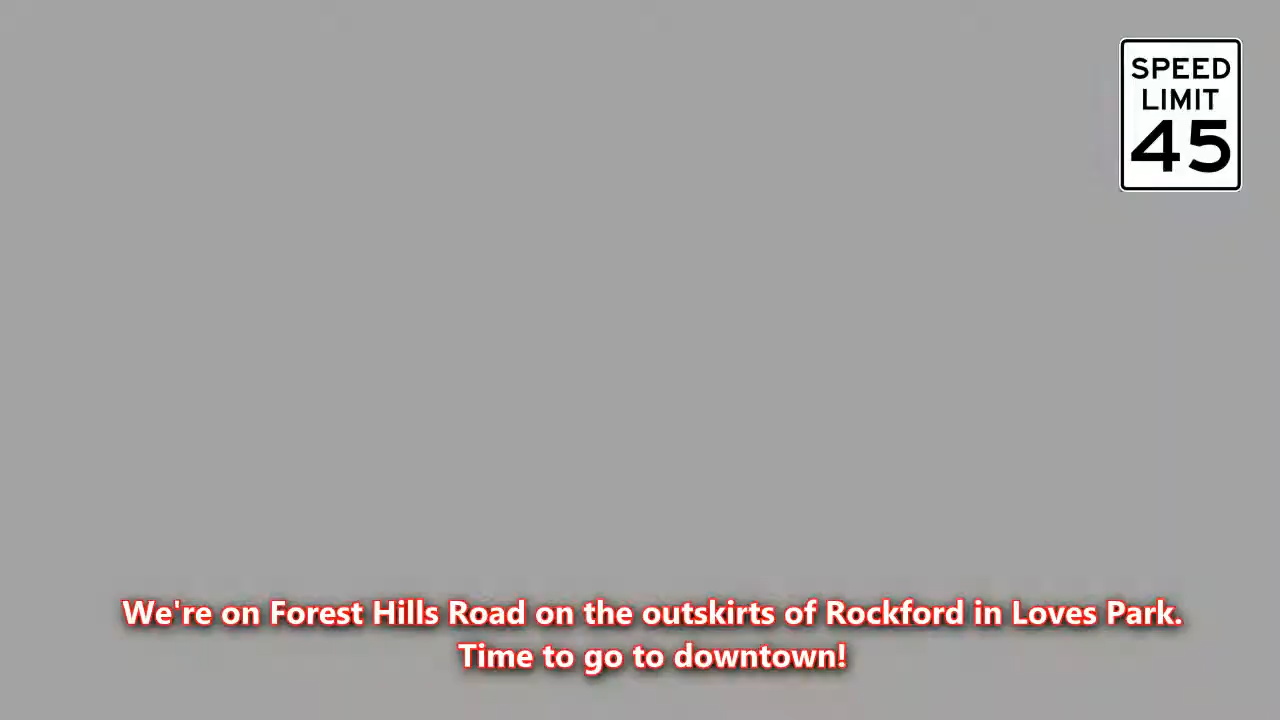 SPEED
LIMIT
45
We're on Forest Hills Road on the outskirts of Rockford in Loves Park.
Time to go to downtown!